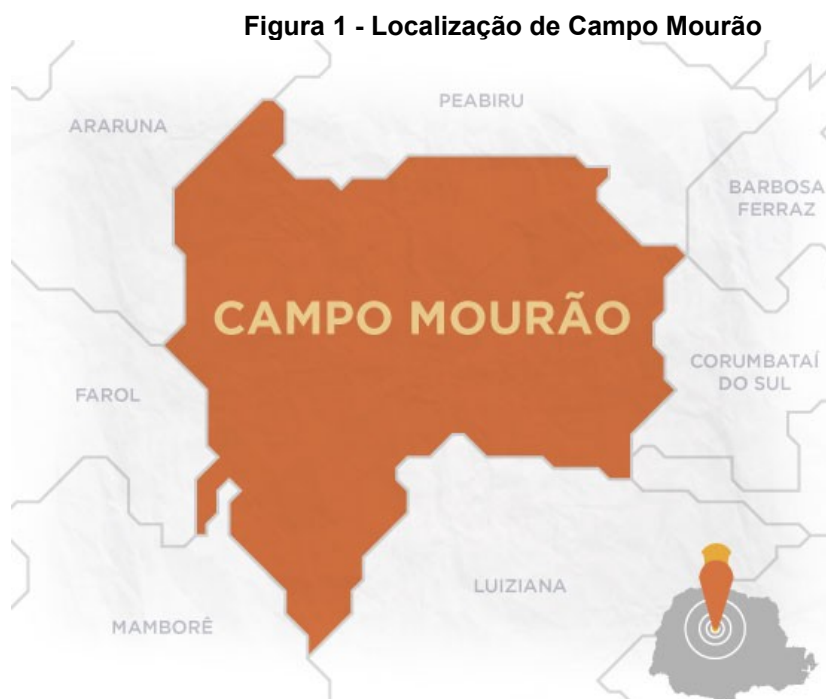 Figura 1 - Localização de Campo Mourão
PEABIRU
ARARUNA
BARBOSA
FERRAZ
CAMPO MOURÃO
CORUMBATAÍ
DO SUL
FAROL
LUIZIANA
MAMBORÊ